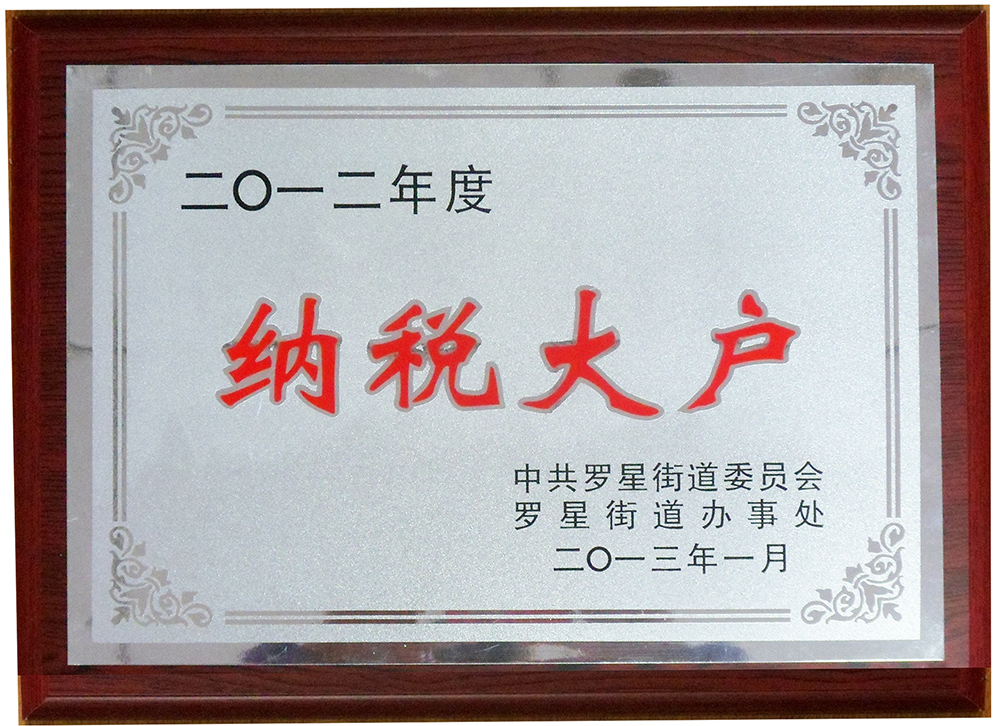 二〇一二年度
纳税大户
中共罗星街道委员会
罗星街道办事处
二〇一三年一月